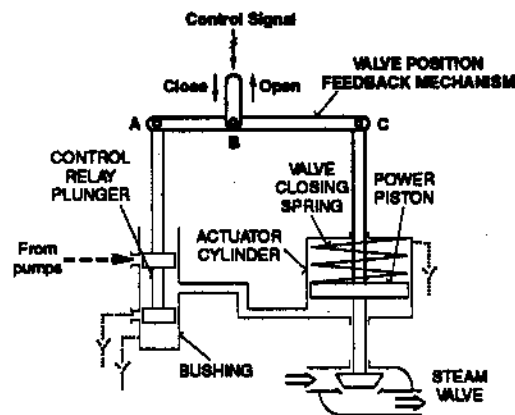 Control Signal
Close
Open
VALVE POSITION
FEEDBACK MECHANISM
A
B
C
CONTROL
RELAY
PLUNGER
VALVE
CLOSING
SPRING
POWER
PISTON
From
pumps
ACTUATOR
CYLINDER
BUSHING
STEAM
VALVE